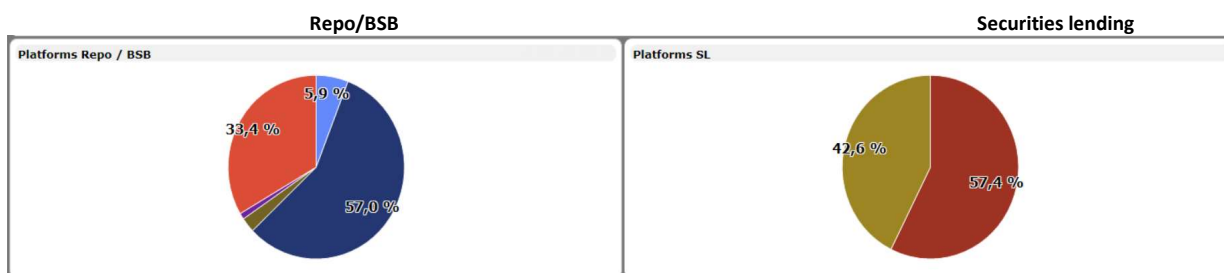 Repo/BSB
Securities lending
Platforms Repo / BSB
Platforms SL
5,9 %
33,4 %
57,0 %
42,6 %
57,4 %